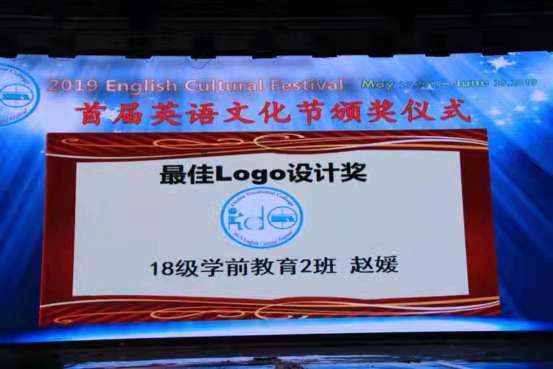 2019 English Cultural Festival
首届英语文化节颁奖仪式
最佳Logo设计奖
18级学前教育2班 赵媛